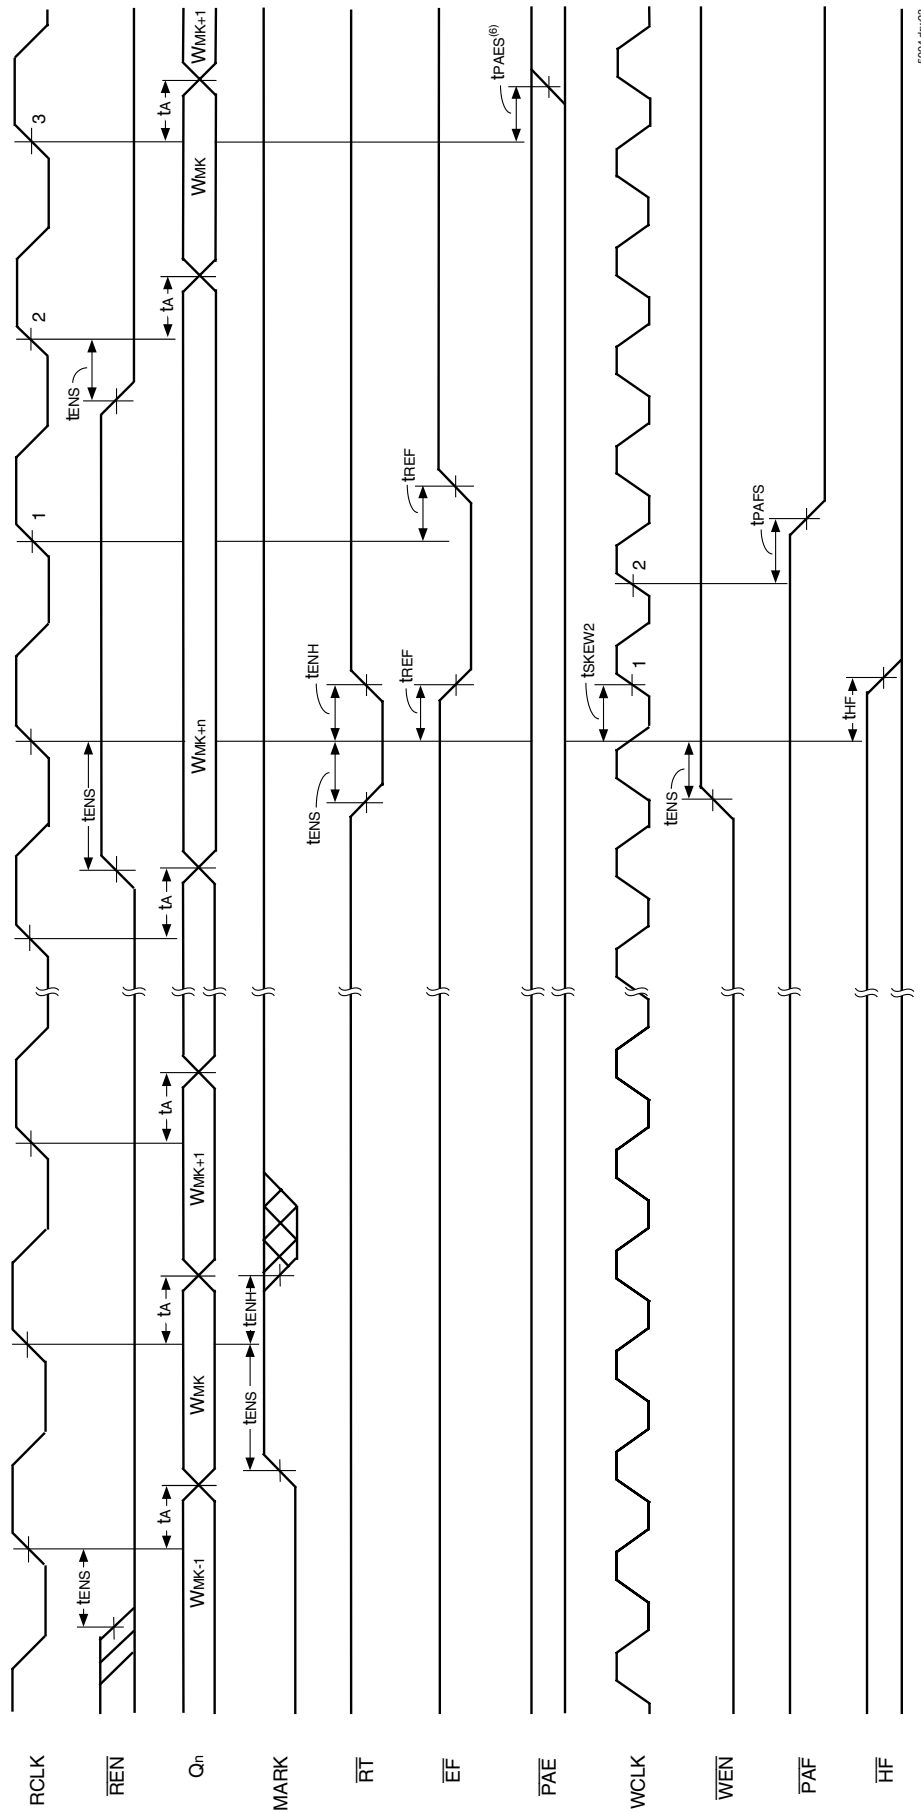 RCLK
1
2
3
REN
tENS
tENS
tENS
Qn
WMK-1
tA
WMK
tA
WMK+1
tA
tA
WMK+n
tA
WMK
tA
WMK+1
MARK
tENS
tENH
RT
tENS
tENH
EF
tREF
tREF
PAE
tPAES(6)
WCLK
tSKEW2
1
2
WEN
tENS
PAF
tPAFS
HF
tHF